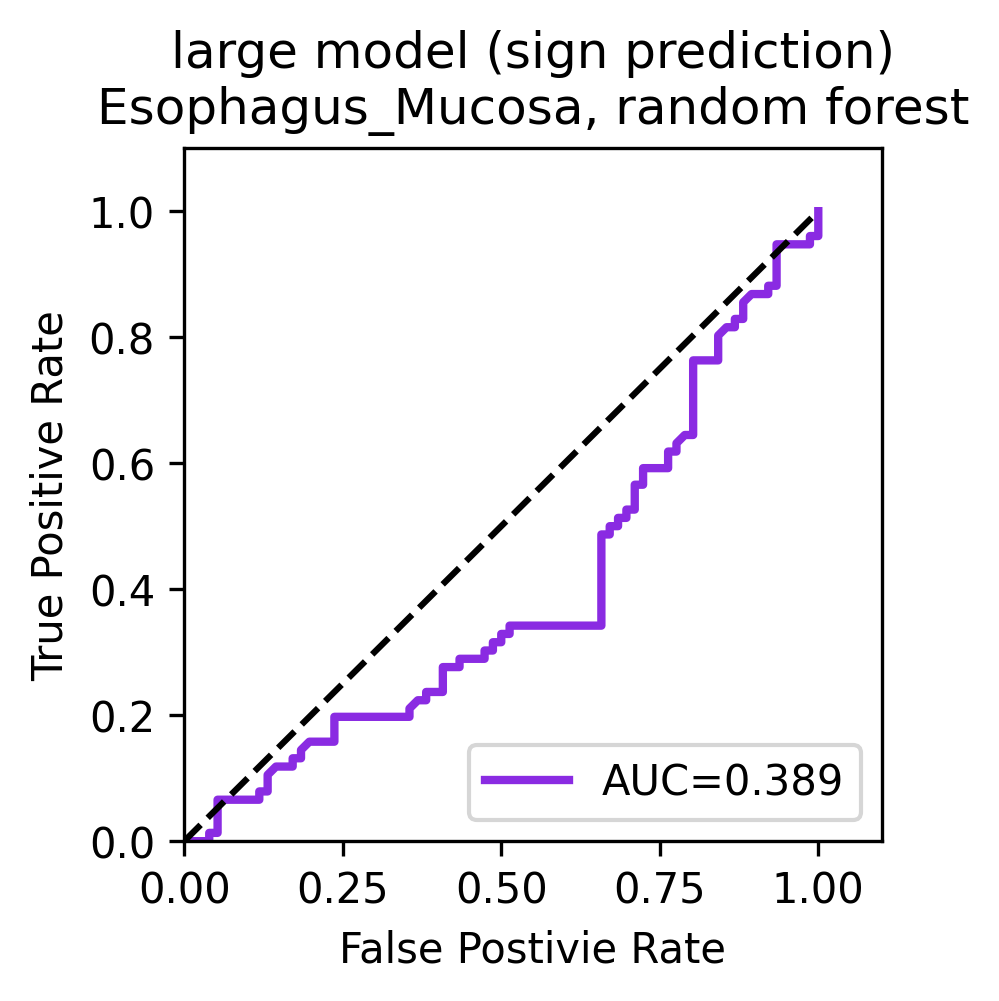 large model (sign prediction)
Esophagus_Mucosa, random forest
1.0
0.8
0.6
0.4
0.2
0.0
True Positive Rate
AUC=0.389
0.00 0.25 0.50 0.75 1.00
False Postivie Rate